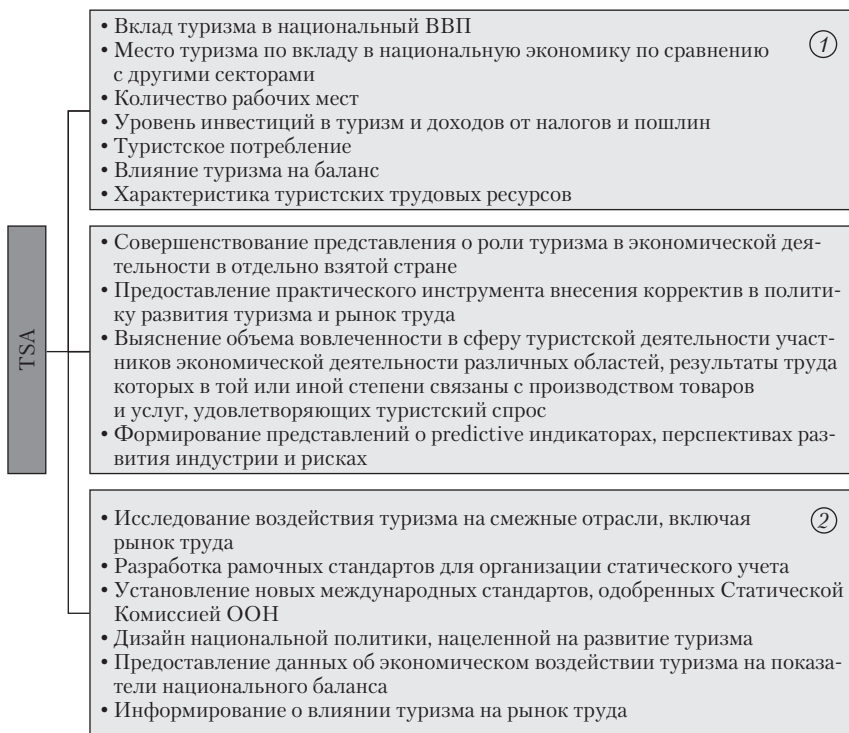 • Вклад туризма в национальный ВВП
1
• Место туризма по вкладу в национальную экономику по сравнению
с другими секторами
• Количество рабочих мест
• Уровень инвестиций в туризм и доходов от налогов и пошлин
• Туристское потребление
• Влияние туризма на баланс
• Характеристика туристских трудовых ресурсов
TSA
• Совершенствование представления о роли туризма в экономической дея-
тельности в отдельно взятой стране
• Предоставление практического инструмента внесения корректив в полити-
ку развития туризма и рынок труда
• Выяснение объема вовлеченности в сферу туристской деятельности участ-
ников экономической деятельности различных областей, результаты труда
которых в той или иной степени связаны с производством товаров
и услуг, удовлетворяющих туристский спрос
• Формирование представлений о predictive индикаторах, перспективах раз-
вития индустрии и рисках
• Исследование воздействия туризма на смежные отрасли, включая
2
рынок труда
• Разработка рамочных стандартов для организации статического учета
• Установление новых международных стандартов, одобренных Статической
Комиссией ООН
• Дизайн национальной политики, нацеленной на развитие туризма
• Предоставление данных об экономическом воздействии туризма на показа-
тели национального баланса
• Информирование о влиянии туризма на рынок труда